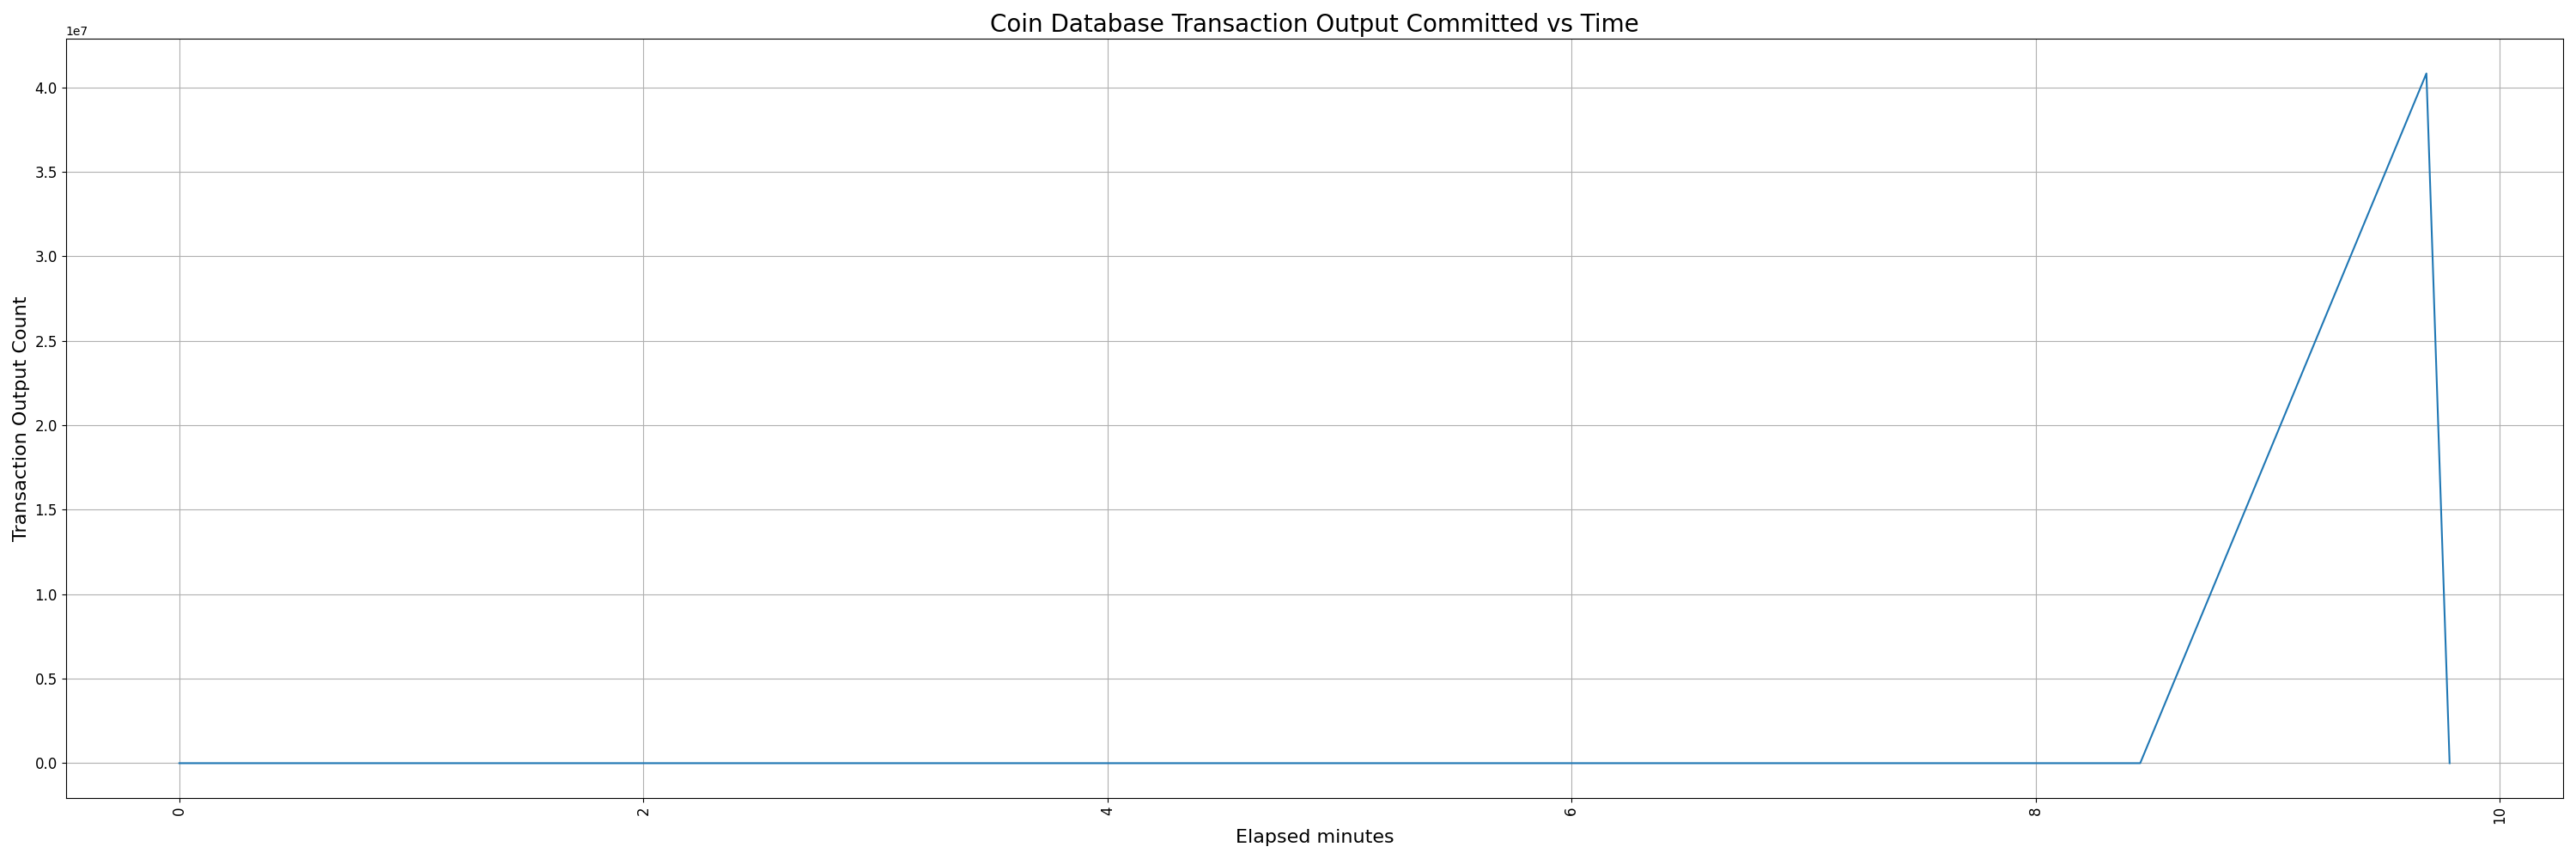 Coin Database Transaction Output Committed vs Time
1e7
4.0
3.5
3.0
2.5
2.0
1.5
1.0
0.5
0.0
Transaction Output Count
0 2 4 6 8 10
Elapsed minutes